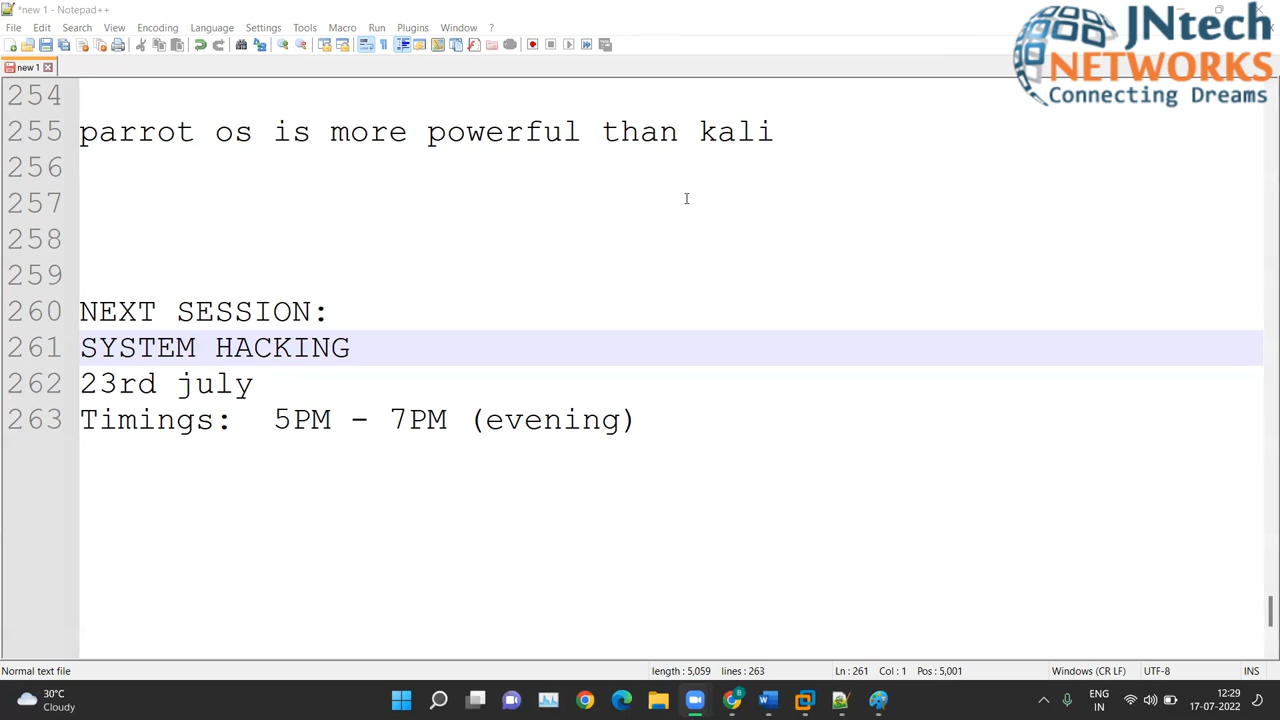 *new 1 - Notepad++
File Edit Search View Encoding Language Settings Tools Macro Run Plugins Window ?
new 1
JNtech
NETWORKS
Connecting Dreams
254
255 parrot os is more powerful than kali
256
257
258
259
260 NEXT SESSION:
261 SYSTEM HACKING
262 23rd july
263 Timings:  5PM - 7PM (evening)
Normal text file length : 5,059 lines : 263 Ln : 261 Col : 1 Pos : 5,001 Windows (CR LF) UTF-8 INS
30°C
Cloudy
ENG
IN
12:29
17-07-2022